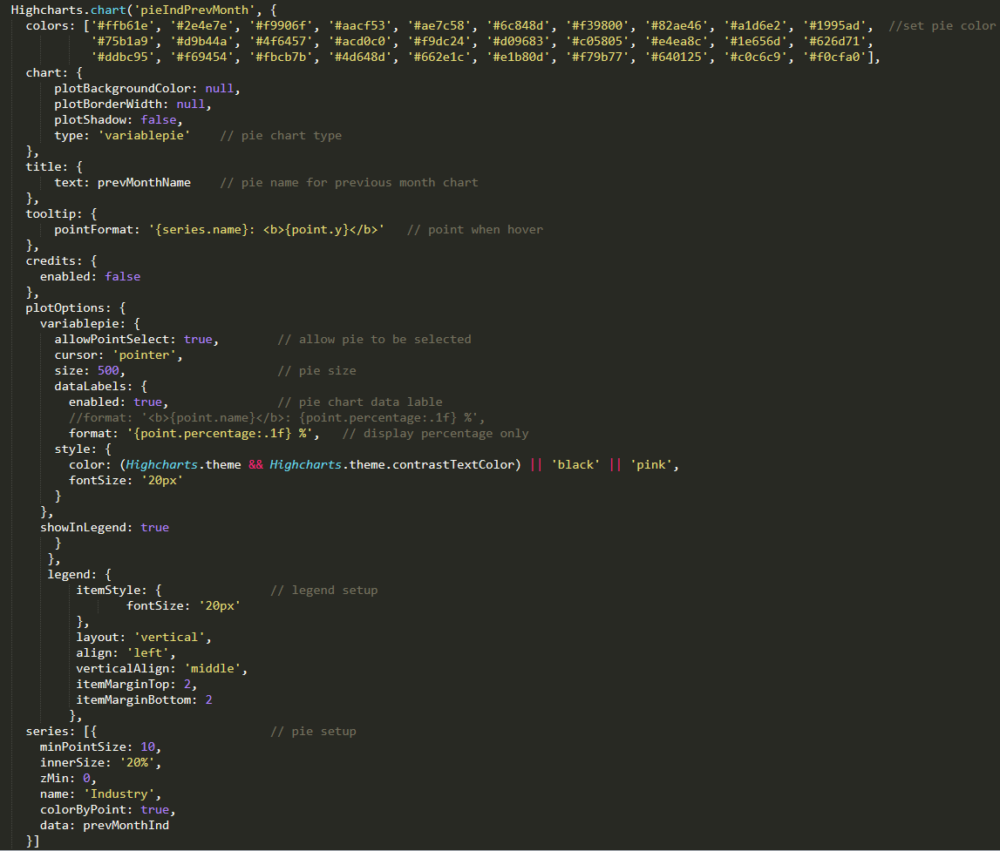 Highcharts.chart('pieIndPrevMonth', {
colors: ['#ffb61e', '#2e4e7e', '#f9906f', '#aacf53', '#ae7c58', '#6c848d', '#f39800', '#82ae46', '#a1d6e2', '#1995ad', //set pie color
'#75b1a9', '#d9b44a', '#4f6457', '#acd0c0', '#f9dc24', '#d09683', '#c05805', '#e4ea8c', '#1e656d', '#626d71',
'#ddbc95', '#f69454', '#fbcb7b', '#4d648d', '#662e1c', '#e1b80d', '#f79b77', '#640125', '#c0c6c9', '#f0cfa0'],
chart: {
plotBackgroundColor: null,
plotBorderWidth: null,
plotShadow: false,
type: 'variablepie' // pie chart type
},
title: {
text: prevMonthName // pie name for previous month chart
},
tooltip: {
pointFormat: '{series.name}: <b>{point.y}</b>' // point when hover
},
credits: {
enabled: false
},
plotOptions: {
variablepie: {
allowPointSelect: true, // allow pie to be selected
cursor: 'pointer',
size: 500, // pie size
dataLabels: {
enabled: true, // pie chart data lable
//format: '<b>{point.name}</b>: {point.percentage:.1f} %',
format: '{point.percentage:.1f} %', // display percentage only
style: {
color: (Highcharts.theme && Highcharts.theme.contrastTextColor) || 'black' || 'pink',
fontSize: '20px'
}
},
showInLegend: true
}
},
legend: {
itemStyle: { // legend setup
fontSize: '20px'
},
layout: 'vertical',
align: 'left',
verticalAlign: 'middle',
itemMarginTop: 2,
itemMarginBottom: 2
},
series: [{ // pie setup
minPointSize: 10,
innerSize: '20%',
zMin: 0,
name: 'Industry',
colorByPoint: true,
data: prevMonthInd
}]